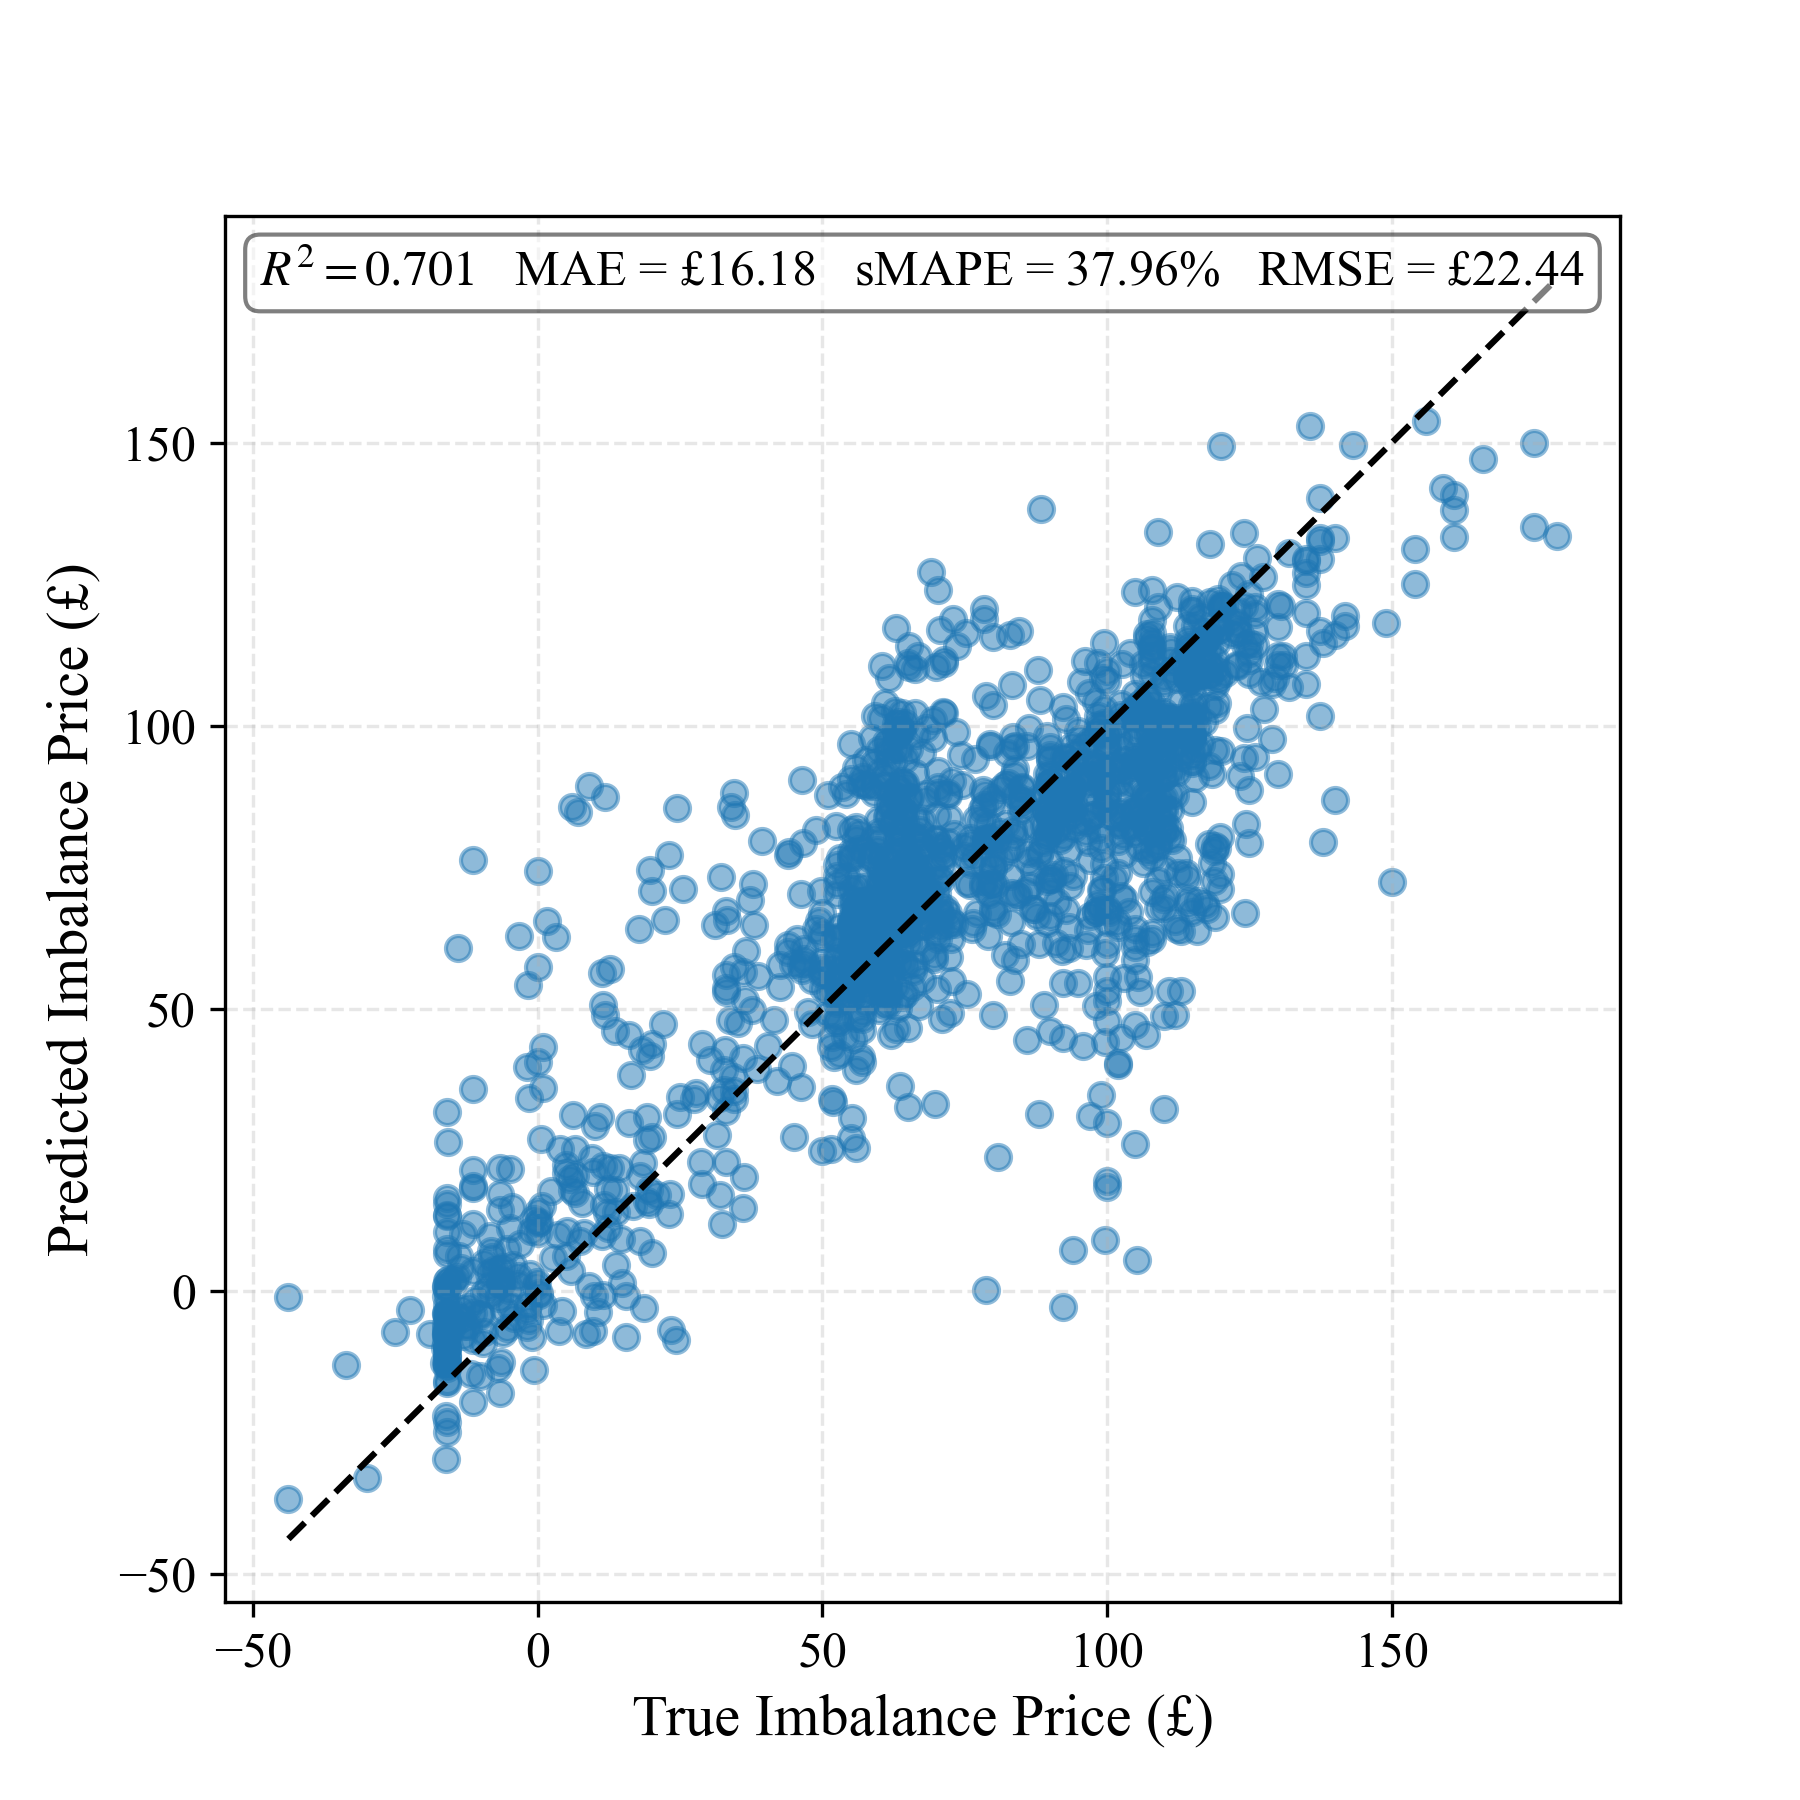 R² = 0.701 MAE = £16.18 sMAPE = 37.96% RMSE = £22.44
150
100
50
0
−50
Predicted Imbalance Price (£)
−50 0 50 100 150
True Imbalance Price (£)